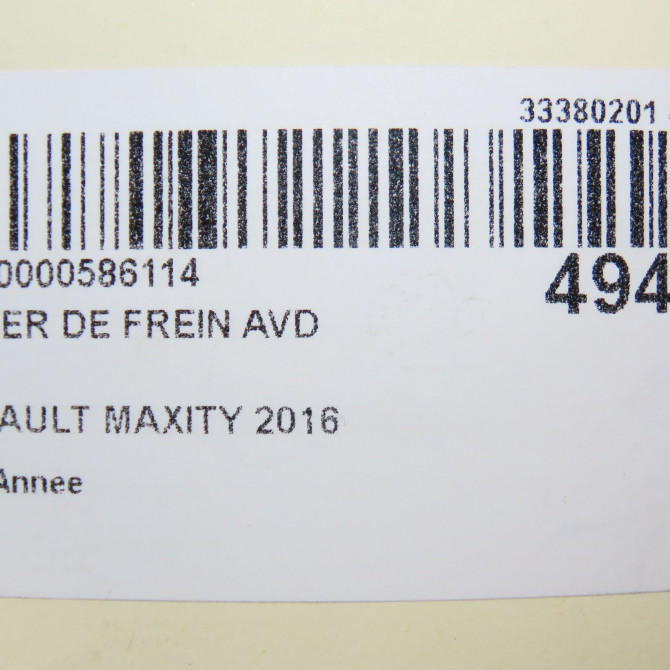 33380201
0000586114
494
ER DE FREIN AVD
AULT MAXITY 2016
Annee